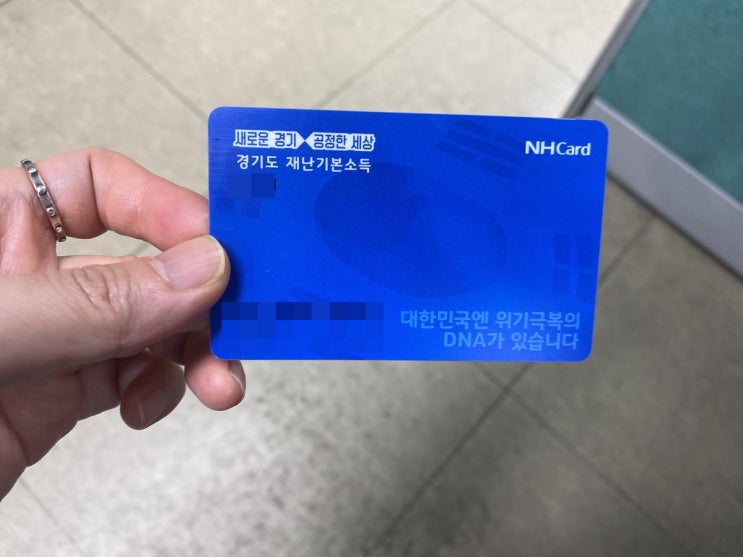 새로운 경기 공정한 세상
NHCard
경기도 재난기본소득
대한민국엔 위기극복의
DNA가 있습니다